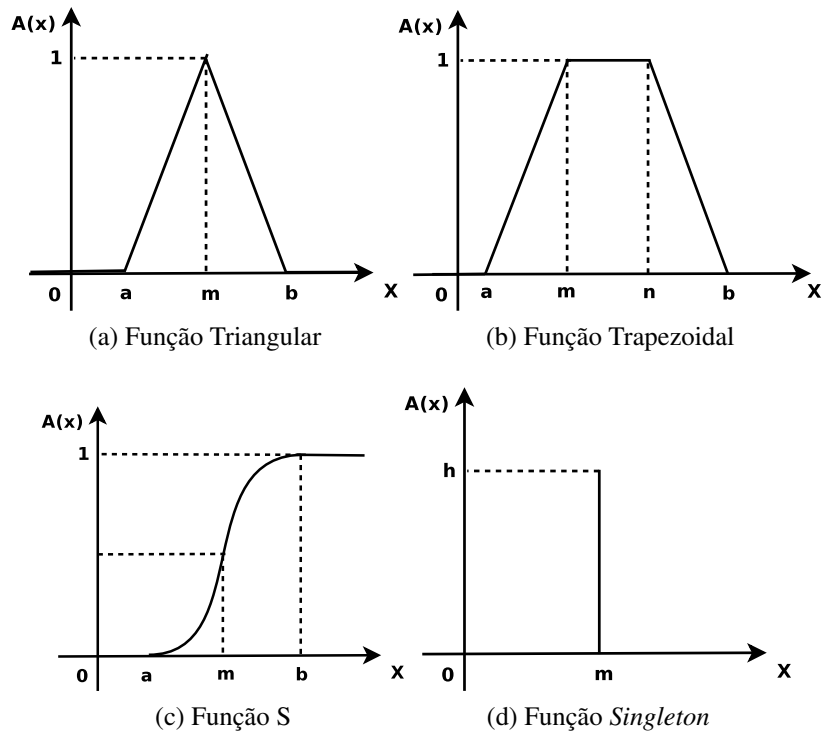 A(x)
1
0 a m b X
(a) Função Triangular
A(x)
1
0 a m n b X
(b) Função Trapezoidal
A(x)
1
0 a m b X
(c) Função S
A(x)
h
0 m X
(d) Função Singleton